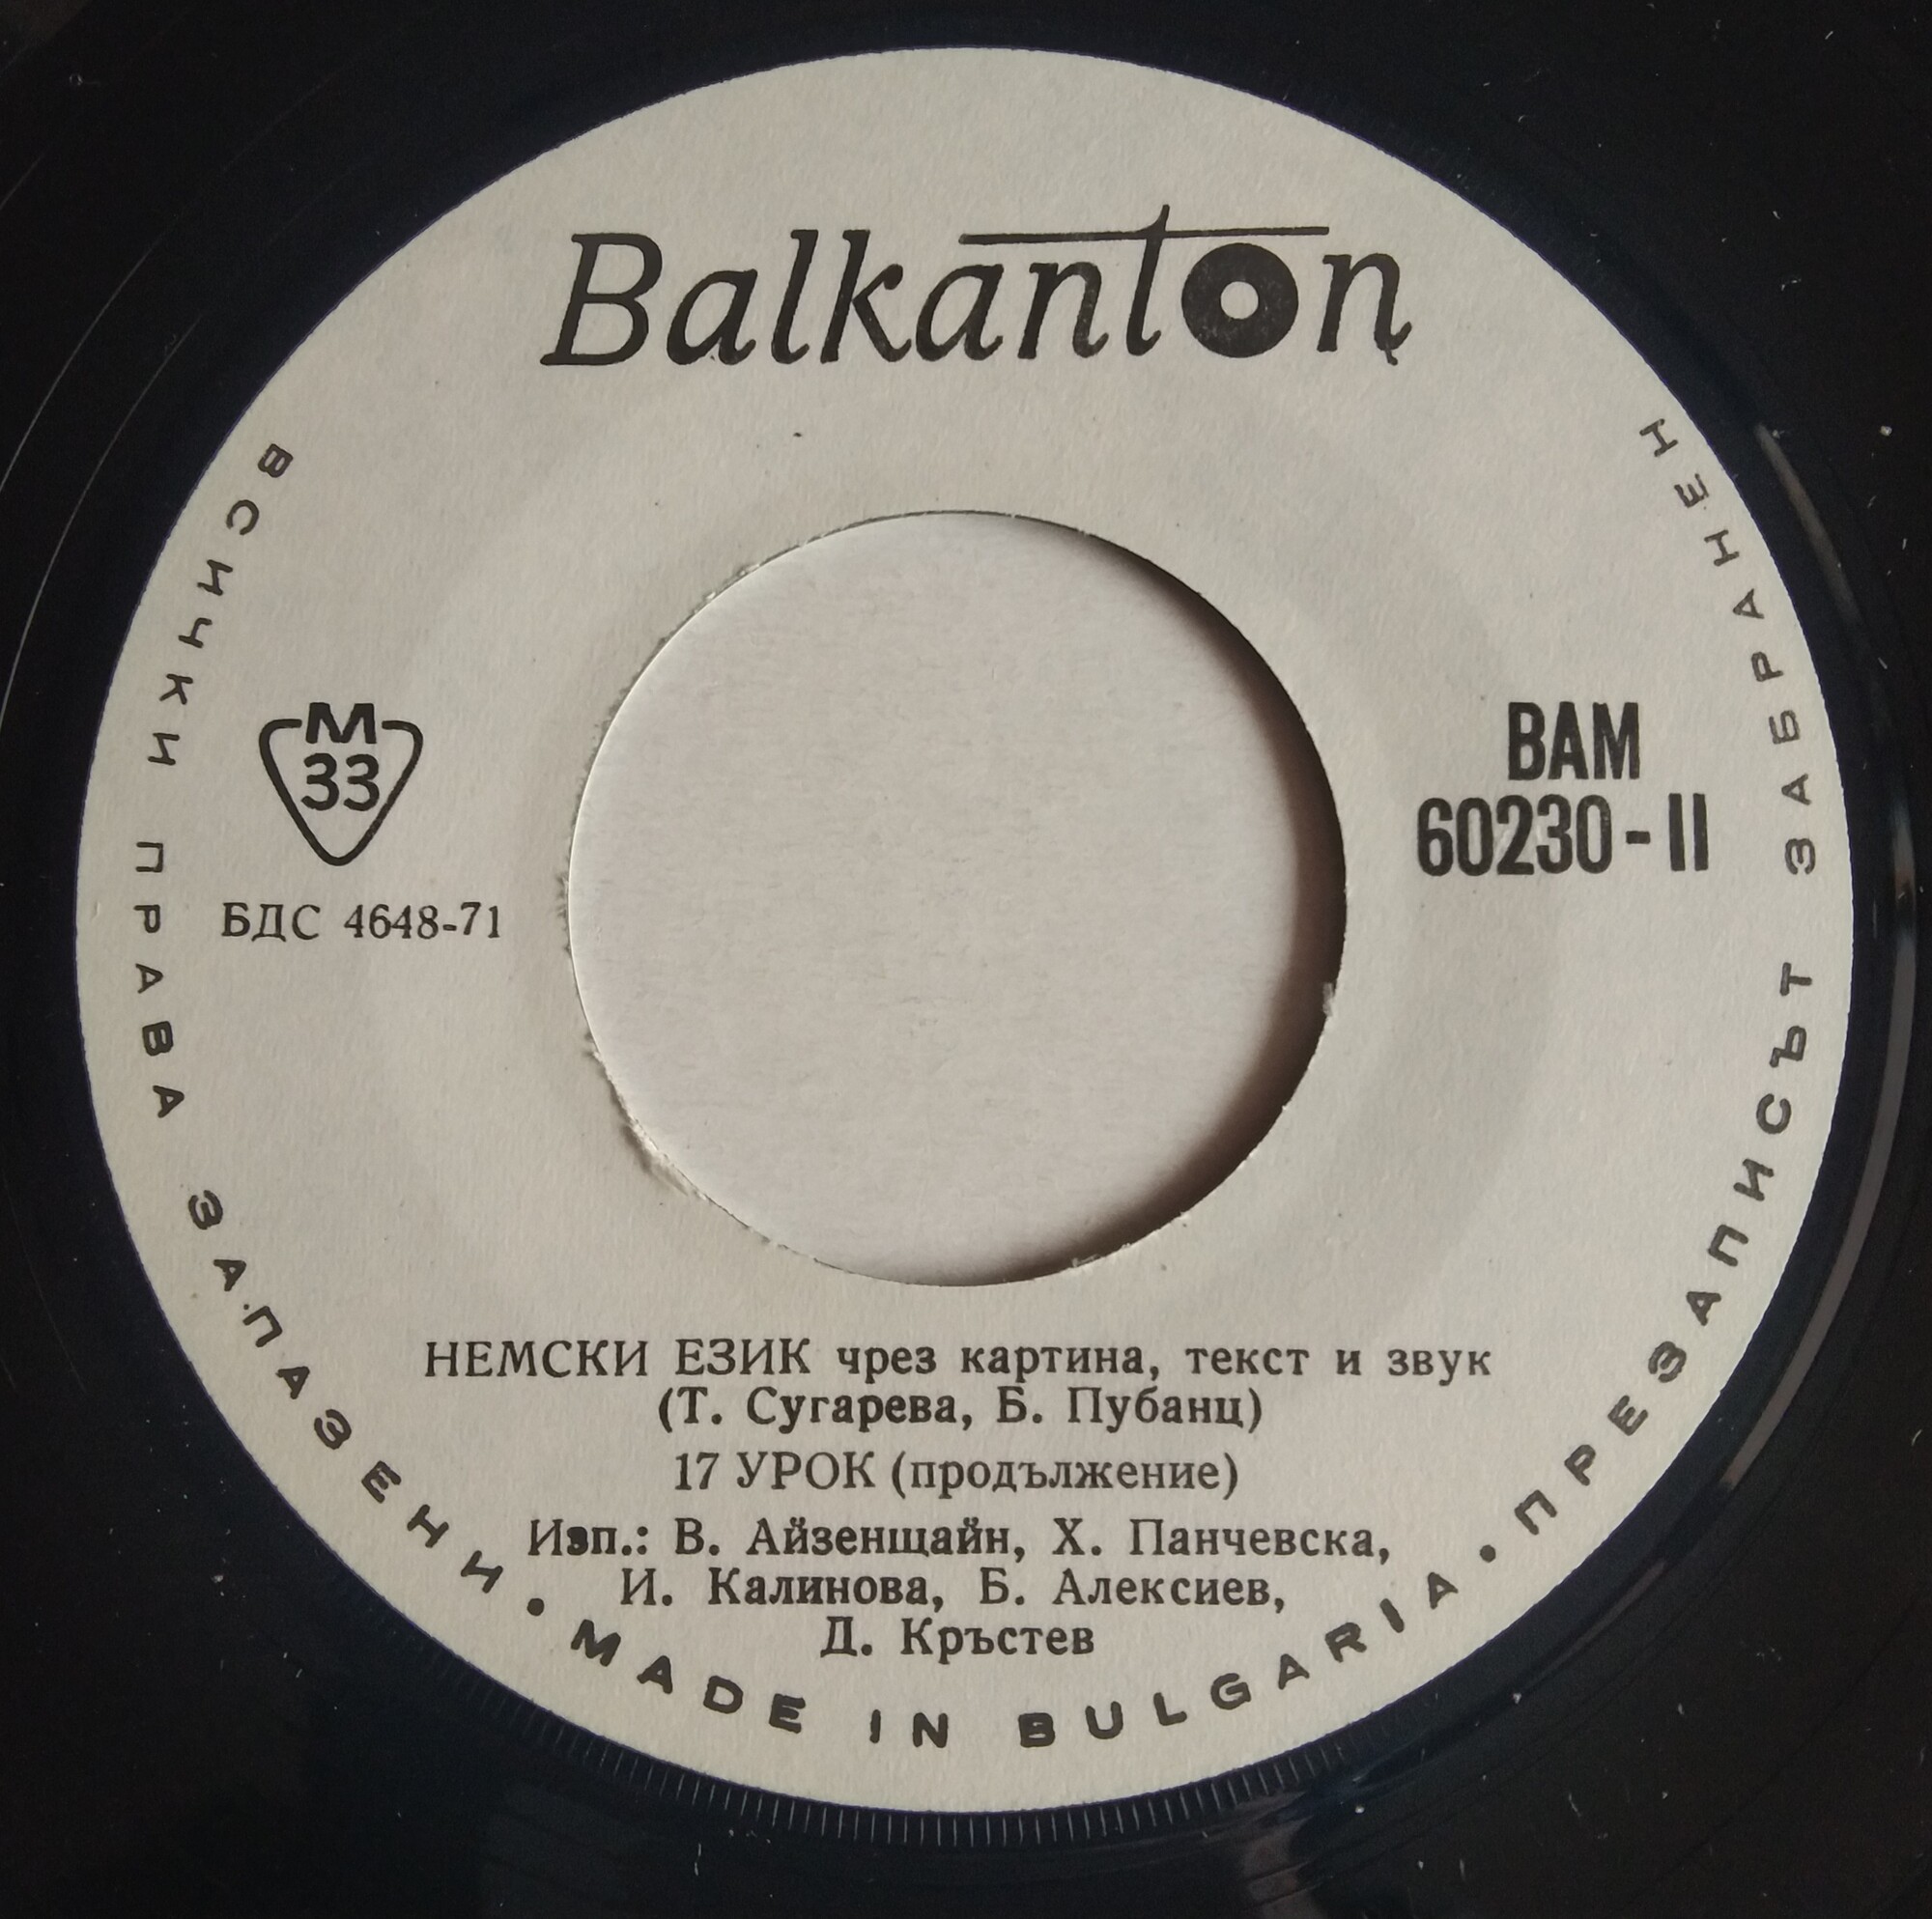 Balkanton
М
33
БДС 4648-71
ВАМ
60230-II
НЕМСКИ ЕЗИК чрез картина, текст и звук
(Т. Сугарева, Б. Пубанц)
17 УРОК (продължение)
Изп.: В. Айзенщайн, Х. Панчевска,
И. Калинова, Б. Алексиев,
Д. Кръстев
ВСИЧКИ ПРАВА ЗАПАЗЕНИ • MADE IN BULGARIA • ПРЕЗАПИСЪТ ЗАБРАНЕН